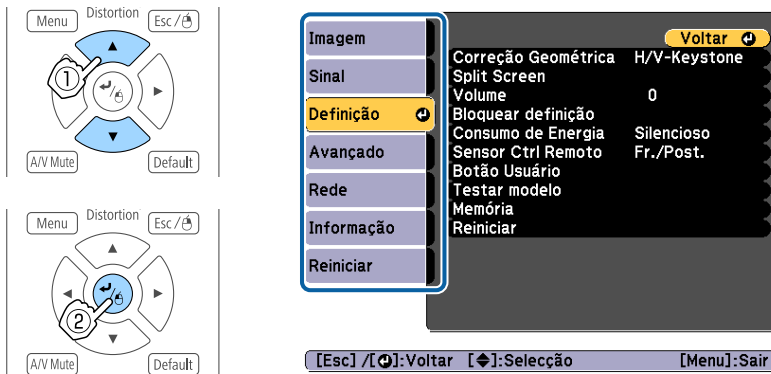 Menu Distortion Esc /
1
A/V Mute Default
Menu Distortion Esc /
2
A/V Mute Default
Imagem
Sinal
Definição
Avançado
Rede
Informação
Reiniciar
Voltar
Correção Geométrica H/V-Keystone
Split Screen
Volume 0
Bloquear definição
Consumo de Energia Silencioso
Sensor Ctrl Remoto Fr./Post.
Botão Usuário
Testar modelo
Memória
Reiniciar
[Esc] /[ ]:Voltar [ ]:Selecção [Menu]:Sair